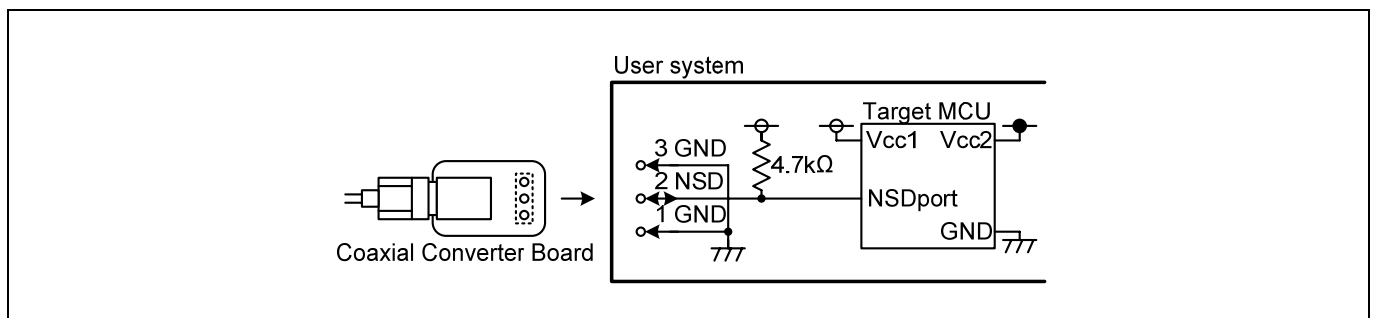 User system
Target MCU
Vcc1 Vcc2
3 GND
4.7kΩ
2 NSD
NSDport
1 GND
GND
Coaxial Converter Board